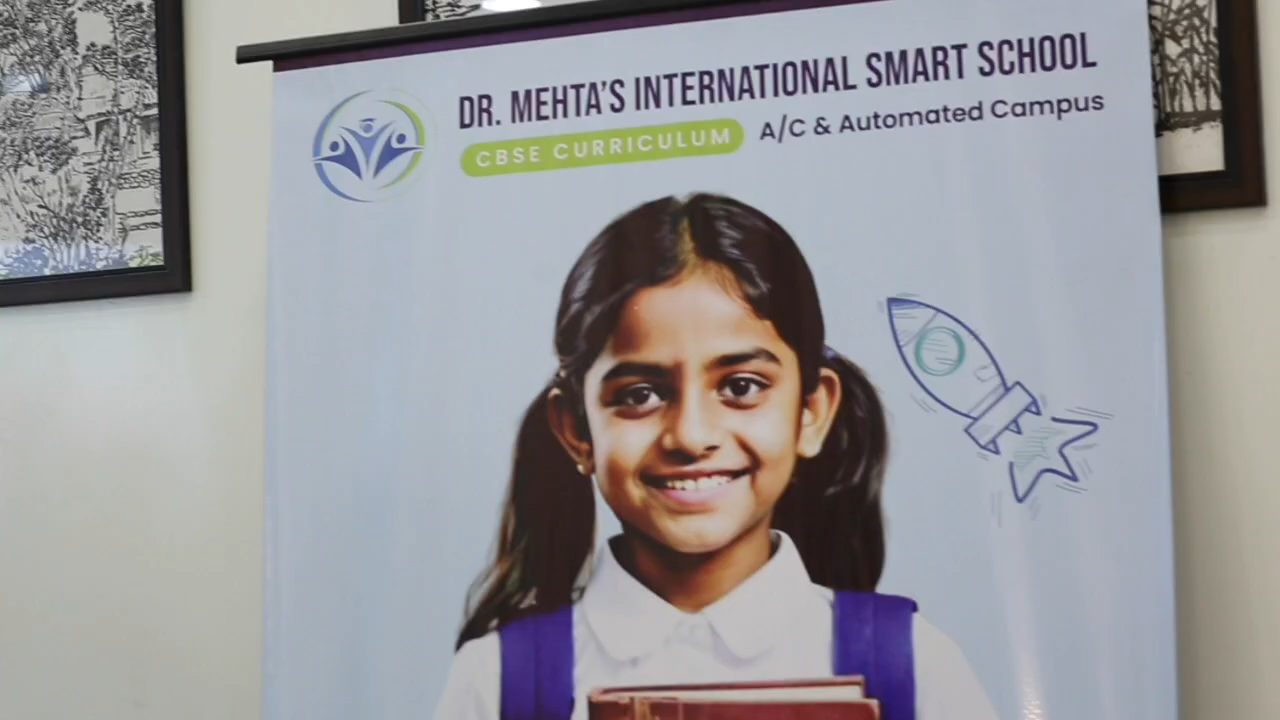 DR. MEHTA'S INTERNATIONAL SMART SCHOOL
CBSE CURRICULUM A/C & Automated Campus